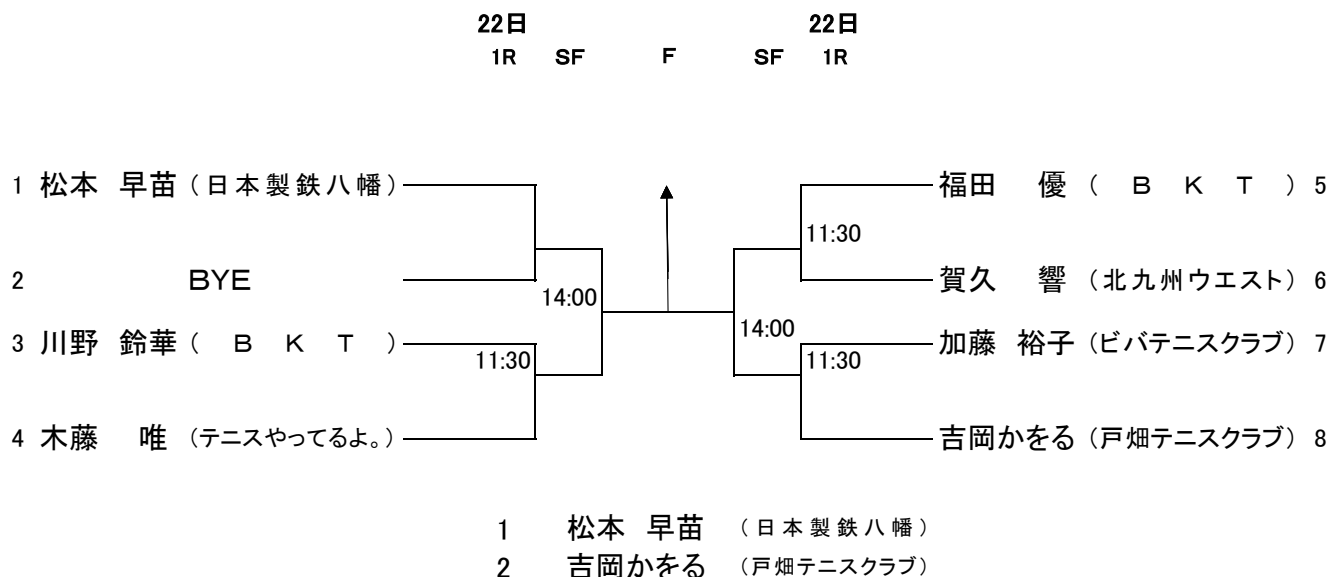 22日 22日
1R SF F SF 1R
1 松本 早苗 (日本製鉄八幡) 福田 優 (BKT) 5
11:30
2 BYE 賀久 響 (北九州ウエスト) 6
14:00
14:00
3 川野 鈴華 (BKT) 加藤 裕子 (ビバテニスクラブ) 7
11:30 11:30
4 木藤 唯 (テニスやってるよ。) 吉岡かをる (戸畑テニスクラブ) 8
1 松本 早苗 (日本製鉄八幡)
2 吉岡かをる (戸畑テニスクラブ)